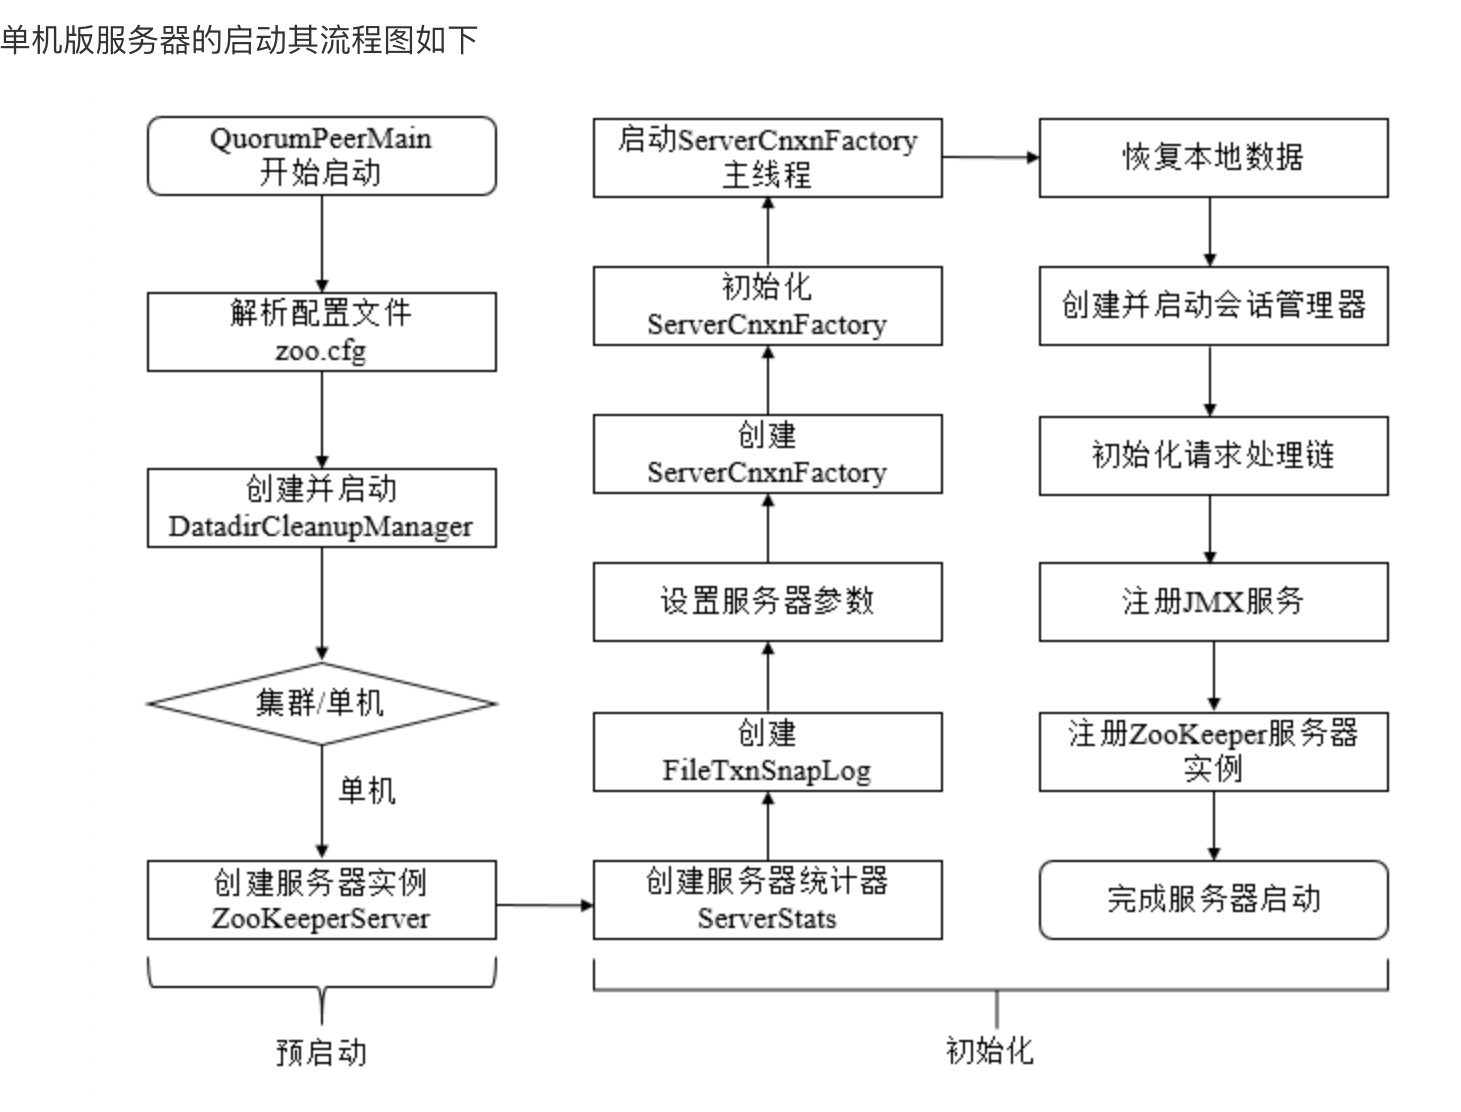 单机版服务器的启动其流程图如下
QuorumPeerMain
开始启动
解析配置文件
zoo.cfg
创建并启动
DatadirCleanupManager
集群/单机
单机
创建服务器实例
ZooKeeperServer
预启动
创建服务器统计器
ServerStats
创建
FileTxnSnapLog
设置服务器参数
创建
ServerCnxnFactory
初始化
ServerCnxnFactory
启动ServerCnxnFactory
主线程
恢复本地数据
创建并启动会话管理器
初始化请求处理链
注册JMX服务
注册ZooKeeper服务器
实例
完成服务器启动
初始化